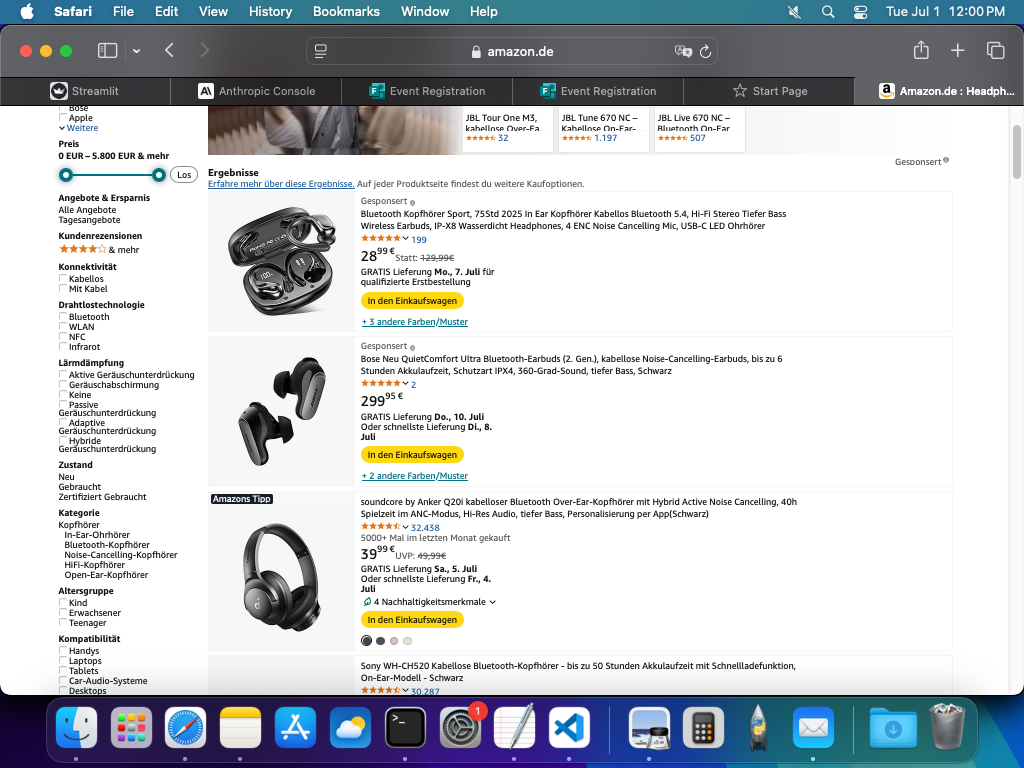 Safari File Edit View History Bookmarks Window Help Tue Jul 1 12:00 PM
amazon.de
Streamlit
Anthropic Console
Event Registration
Event Registration
Start Page
Amazon.de : Headph...
Bose
Apple
Weitere
Preis
0 EUR – 5.800 EUR & mehr
Los
Angebote & Ersparnis
Alle Angebote
Tagesangebote
Kundenrezensionen
& mehr
Konnektivität
Kabellos
Mit Kabel
Drahtlostechnologie
Bluetooth
WLAN
NFC
Infrarot
Lärmdämpfung
Aktive Geräuschunterdrückung
Geräuschabschirmung
Keine
Passive
Geräuschunterdrückung
Adaptive
Geräuschunterdrückung
Hybride
Geräuschunterdrückung
Zustand
Neu
Gebraucht
Zertifiziert Gebraucht
Kategorie
Kopfhörer
In-Ear-Ohrhörer
Bluetooth-Kopfhörer
Noise-Cancelling-Kopfhörer
HiFi-Kopfhörer
Open-Ear-Kopfhörer
Altersgruppe
Kind
Erwachsener
Teenager
Kompatibilität
Handys
Laptops
Tablets
Car-Audio-Systeme
Desktops
JBL Tour One M3,
kabellose Over-Ea...
32
JBL Tune 670 NC –
Kabellose On-Ear-...
1.197
JBL Live 670 NC –
Bluetooth On-Ear-...
507
Gesponsert
Ergebnisse
Erfahre mehr über diese Ergebnisse. Auf jeder Produktseite findest du weitere Kaufoptionen.
Gesponsert
Bluetooth Kopfhörer Sport, 75Std 2025 In Ear Kopfhörer Kabellos Bluetooth 5.4, Hi-Fi Stereo Tiefer Bass
Wireless Earbuds, IP-X8 Wasserdicht Headphones, 4 ENC Noise Cancelling Mic, USB-C LED Ohrhörer
199
28⁹⁹ € Statt: 129,99€
GRATIS Lieferung Mo., 7. Juli für
qualifizierte Erstbestellung
In den Einkaufswagen
+ 3 andere Farben/Muster
Gesponsert
Bose Neu QuietComfort Ultra Bluetooth-Earbuds (2. Gen.), kabellose Noise-Cancelling-Earbuds, bis zu 6
Stunden Akkulaufzeit, Schutzart IPX4, 360-Grad-Sound, tiefer Bass, Schwarz
2
299⁹⁵ €
GRATIS Lieferung Do., 10. Juli
Oder schnellste Lieferung Di., 8.
Juli
In den Einkaufswagen
+ 2 andere Farben/Muster
Amazons Tipp
soundcore by Anker Q20i kabelloser Bluetooth Over-Ear-Kopfhörer mit Hybrid Active Noise Cancelling, 40h
Spielzeit im ANC-Modus, Hi-Res Audio, tiefer Bass, Personalisierung per App(Schwarz)
32.438
5000+ Mal im letzten Monat gekauft
39⁹⁹ € UVP: 49,99€
GRATIS Lieferung Sa., 5. Juli
Oder schnellste Lieferung Fr., 4.
Juli
4 Nachhaltigkeitsmerkmale
In den Einkaufswagen
Sony WH-CH520 Kabellose Bluetooth-Kopfhörer - bis zu 50 Stunden Akkulaufzeit mit Schnellladefunktion,
On-Ear-Modell - Schwarz
30.287
1